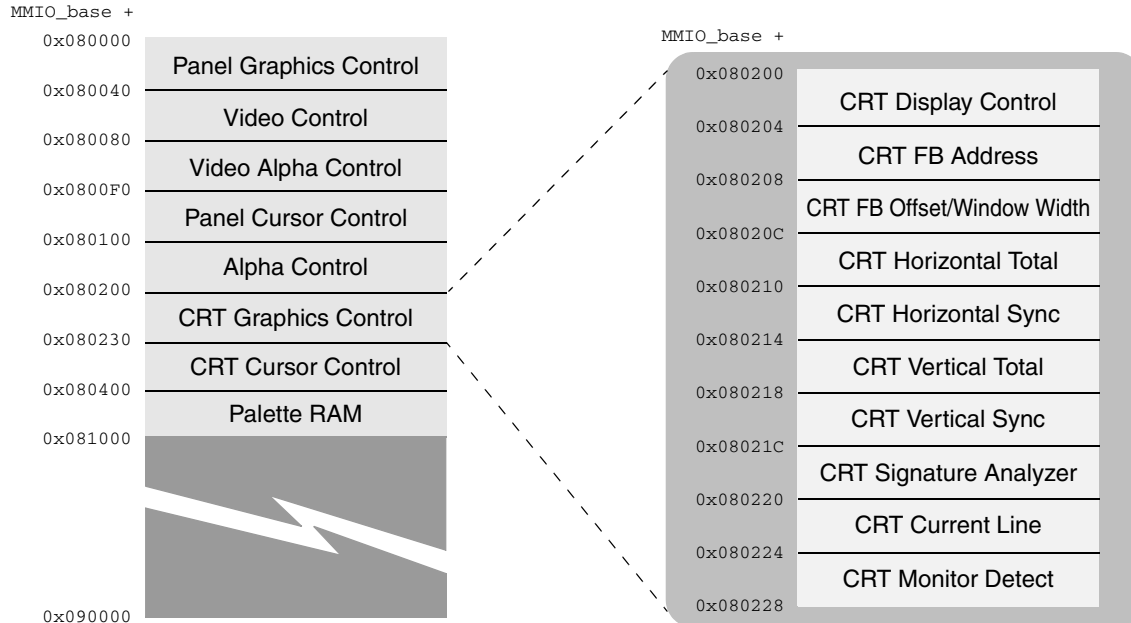 MMIO_base +
0x080000
Panel Graphics Control
0x080040
Video Control
0x080080
Video Alpha Control
0x0800F0
Panel Cursor Control
0x080100
Alpha Control
0x080200
CRT Graphics Control
0x080230
CRT Cursor Control
0x080400
Palette RAM
0x081000
0x090000
MMIO_base +
0x080200
CRT Display Control
0x080204
CRT FB Address
0x080208
CRT FB Offset/Window Width
0x08020C
CRT Horizontal Total
0x080210
CRT Horizontal Sync
0x080214
CRT Vertical Total
0x080218
CRT Vertical Sync
0x08021C
CRT Signature Analyzer
0x080220
CRT Current Line
0x080224
CRT Monitor Detect
0x080228